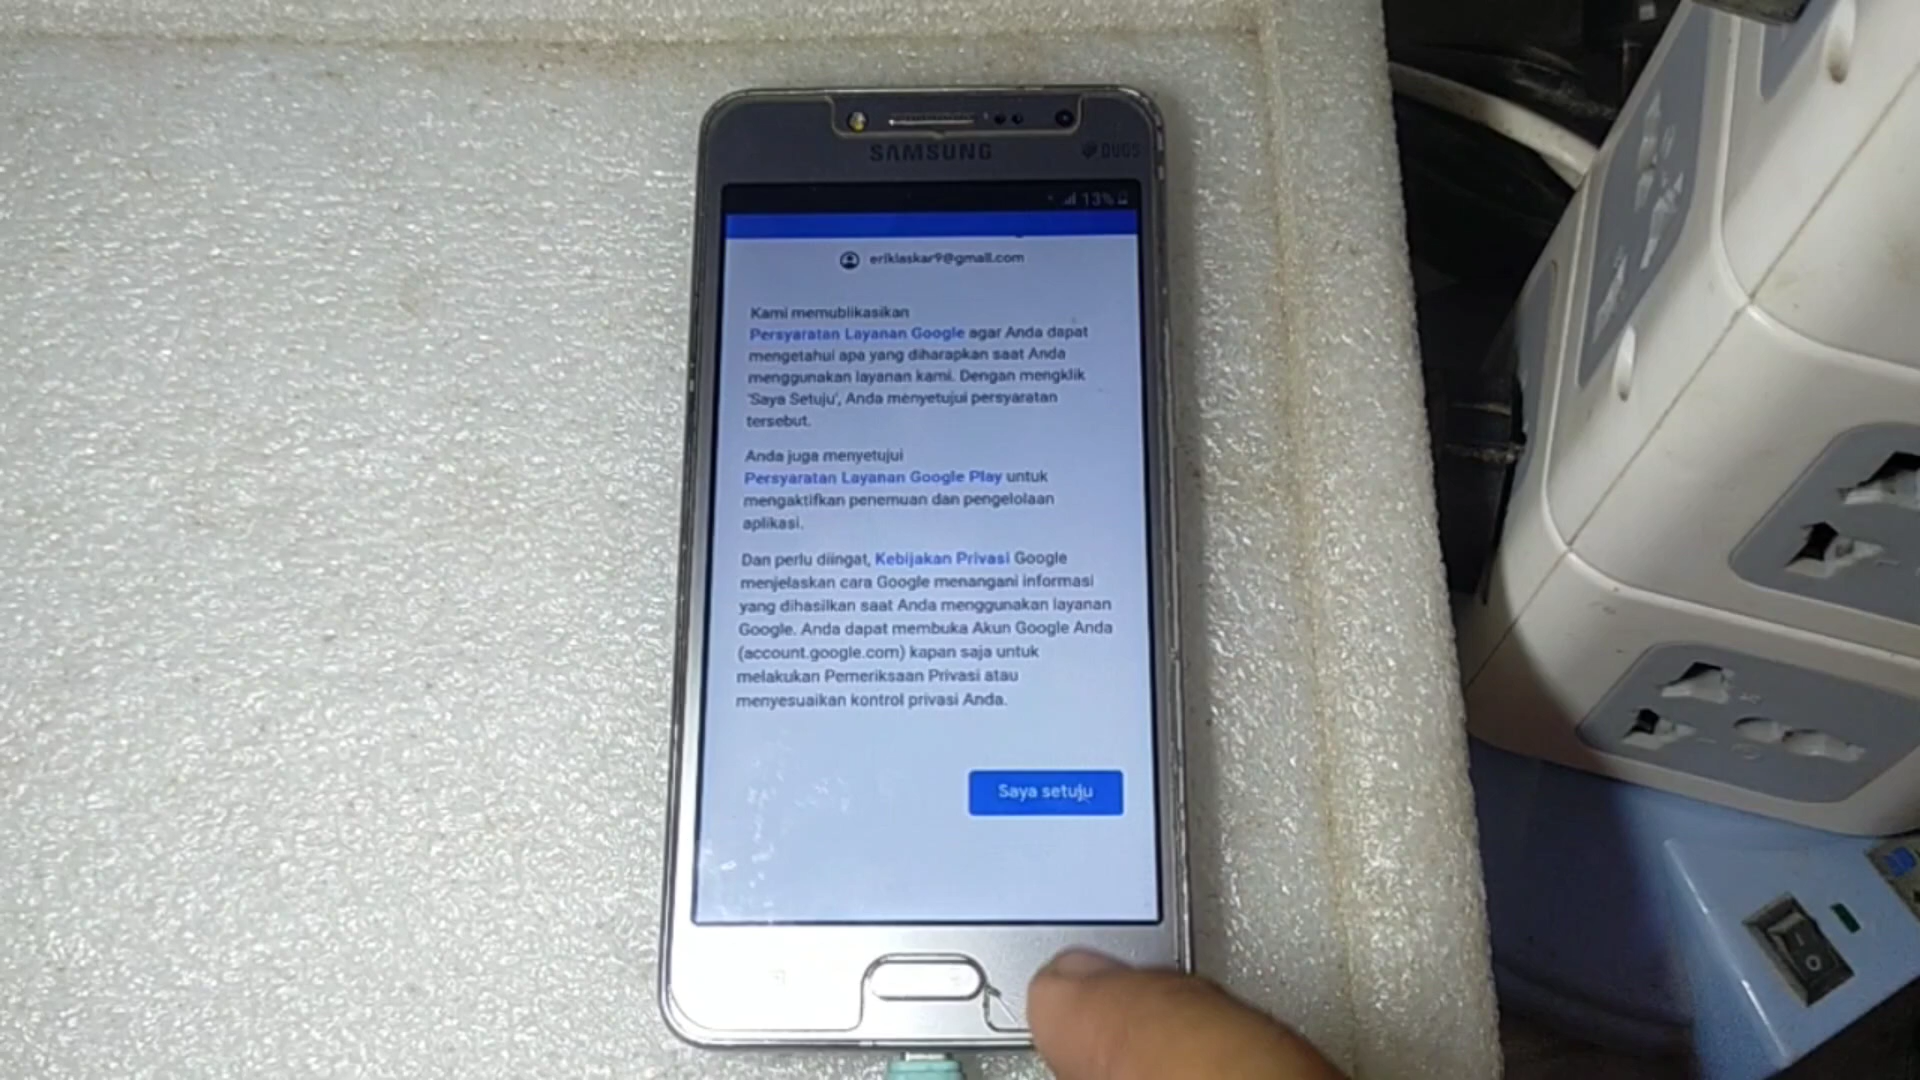 SAMSUNG
DUOS
13%
eriklaskar9@gmail.com
Kami memublikasikan
Persyaratan Layanan Google agar Anda dapat
mengetahui apa yang diharapkan saat Anda
menggunakan layanan kami. Dengan mengklik
'Saya Setuju', Anda menyetujui persyaratan
tersebut.
Anda juga menyetujui
Persyaratan Layanan Google Play untuk
mengaktifkan penemuan dan pengelolaan
aplikasi.
Dan perlu diingat, Kebijakan Privasi Google
menjelaskan cara Google menangani informasi
yang dihasilkan saat Anda menggunakan layanan
Google. Anda dapat membuka Akun Google Anda
(account.google.com) kapan saja untuk
melakukan Pemeriksaan Privasi atau
menyesuaikan kontrol privasi Anda.
Saya setuju